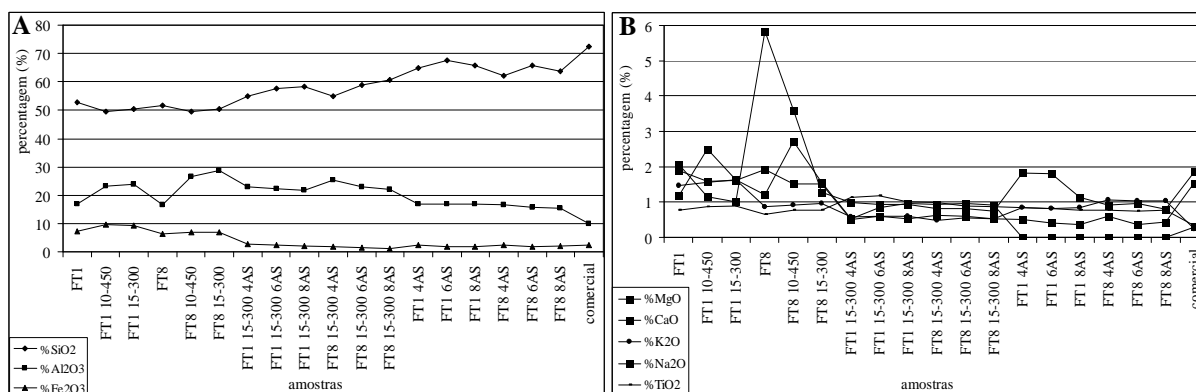 A
percentagem (%)
80
70
60
50
40
30
20
10
0
FT1
FT1 10-450
FT1 15-300
FT8
FT8 10-450
FT8 15-300
FT1 15-300 4AS
FT1 15-300 6AS
FT1 15-300 8AS
FT8 15-300 4AS
FT8 15-300 6AS
FT8 15-300 8AS
FT1 4AS
FT1 6AS
FT1 8AS
FT8 4AS
FT8 6AS
FT8 8AS
comercial
amostras
%SiO2
%Al2O3
%Fe2O3
B
percentagem (%)
6
5
4
3
2
1
0
FT1
FT1 10-450
FT1 15-300
FT8
FT8 10-450
FT8 15-300
FT1 15-300 4AS
FT1 15-300 6AS
FT1 15-300 8AS
FT8 15-300 4AS
FT8 15-300 6AS
FT8 15-300 8AS
FT1 4AS
FT1 6AS
FT1 8AS
FT8 4AS
FT8 6AS
FT8 8AS
comercial
amostras
%MgO
%CaO
%K2O
%Na2O
%TiO2